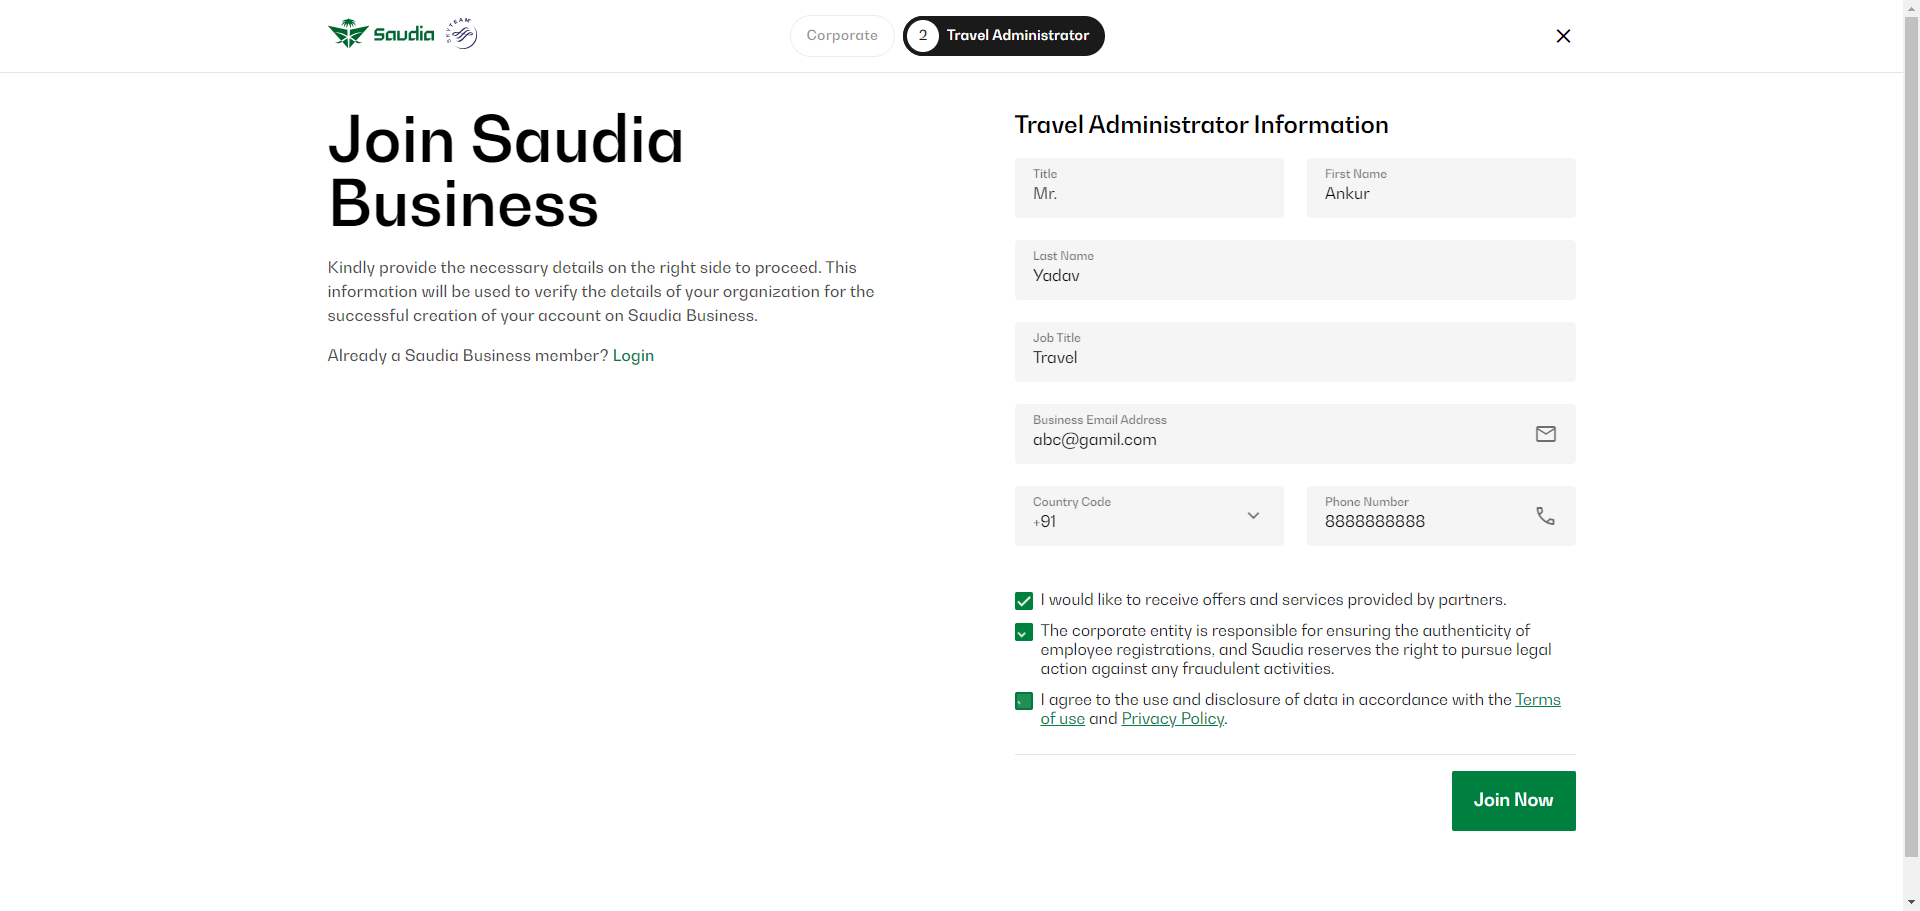 Saudia
SKYTEAM
Corporate
2 Travel Administrator
Join Saudia
Business
Kindly provide the necessary details on the right side to proceed. This
information will be used to verify the details of your organization for the
successful creation of your account on Saudia Business.
Already a Saudia Business member? Login
Travel Administrator Information
Title
Mr.
First Name
Ankur
Last Name
Yadav
Job Title
Travel
Business Email Address
abc@gamil.com
Country Code
+91
Phone Number
8888888888
I would like to receive offers and services provided by partners.
The corporate entity is responsible for ensuring the authenticity of
employee registrations, and Saudia reserves the right to pursue legal
action against any fraudulent activities.
I agree to the use and disclosure of data in accordance with the Terms
of use and Privacy Policy.
Join Now